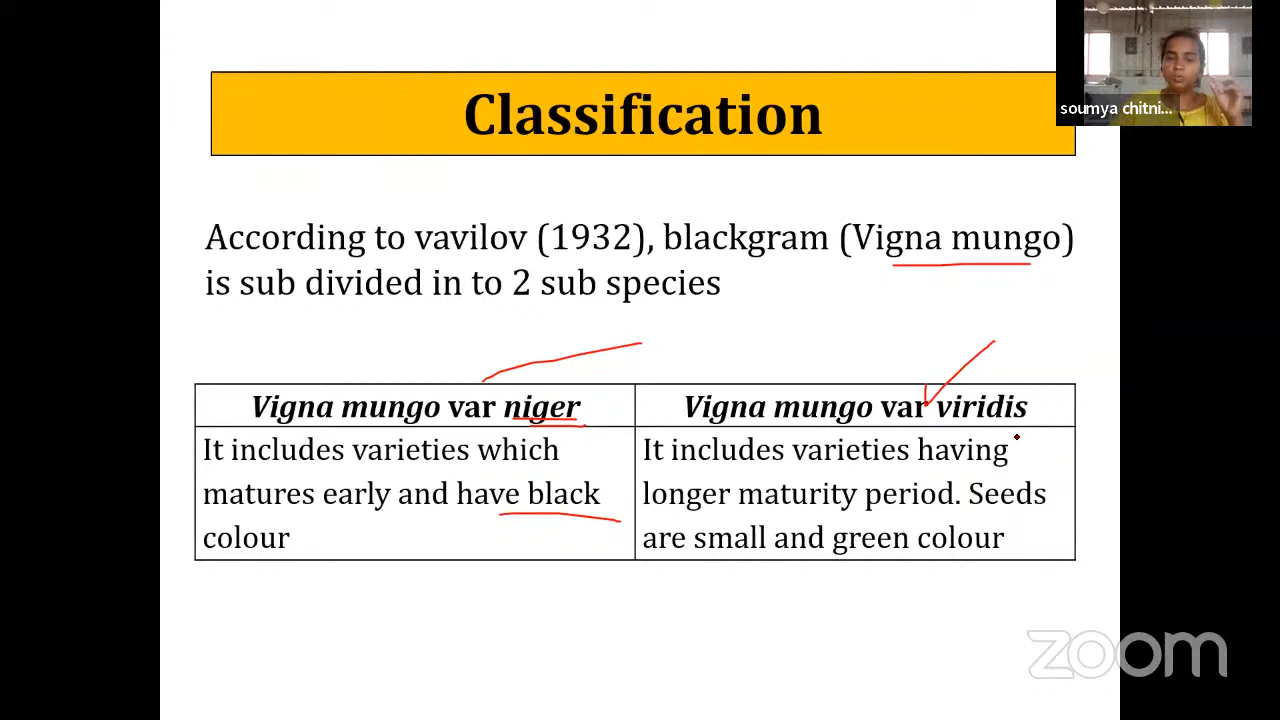 Classification
soumya chitni...
According to vavilov (1932), blackgram (Vigna mungo)
is sub divided in to 2 sub species
Vigna mungo var niger
Vigna mungo var viridis
It includes varieties which
matures early and have black
colour
It includes varieties having
longer maturity period. Seeds
are small and green colour
zoom